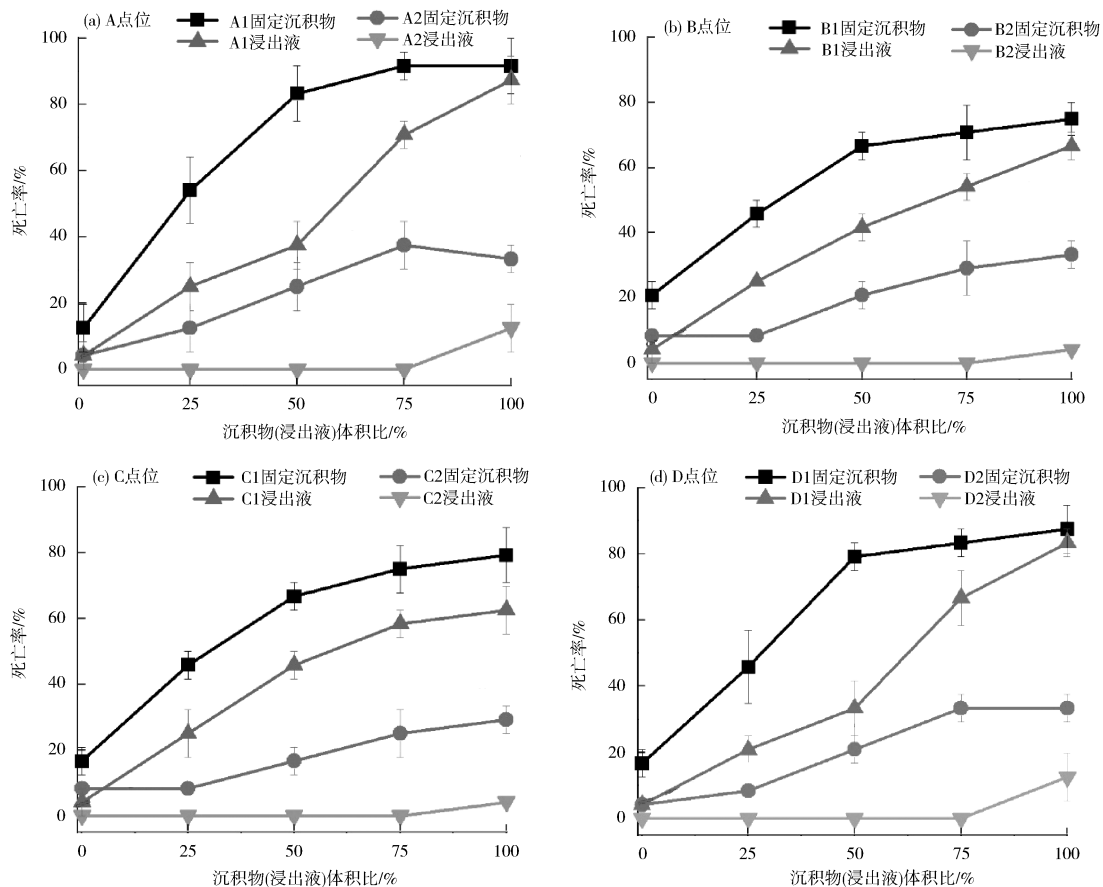 (a) A点位 A1固定沉积物 A2固定沉积物
A1浸出液 A2浸出液
100
80
60
40
20
0
死亡率/%
0 25 50 75 100
沉积物(浸出液)体积比/%
(b) B点位 B1固定沉积物 B2固定沉积物
B1浸出液 B2浸出液
100
80
60
40
20
0
死亡率/%
0 25 50 75 100
沉积物(浸出液)体积比/%
(c) C点位 C1固定沉积物 C2固定沉积物
C1浸出液 C2浸出液
100
80
60
40
20
0
死亡率/%
0 25 50 75 100
沉积物(浸出液)体积比/%
(d) D点位 D1固定沉积物 D2固定沉积物
D1浸出液 D2浸出液
100
80
60
40
20
0
死亡率/%
0 25 50 75 100
沉积物(浸出液)体积比/%